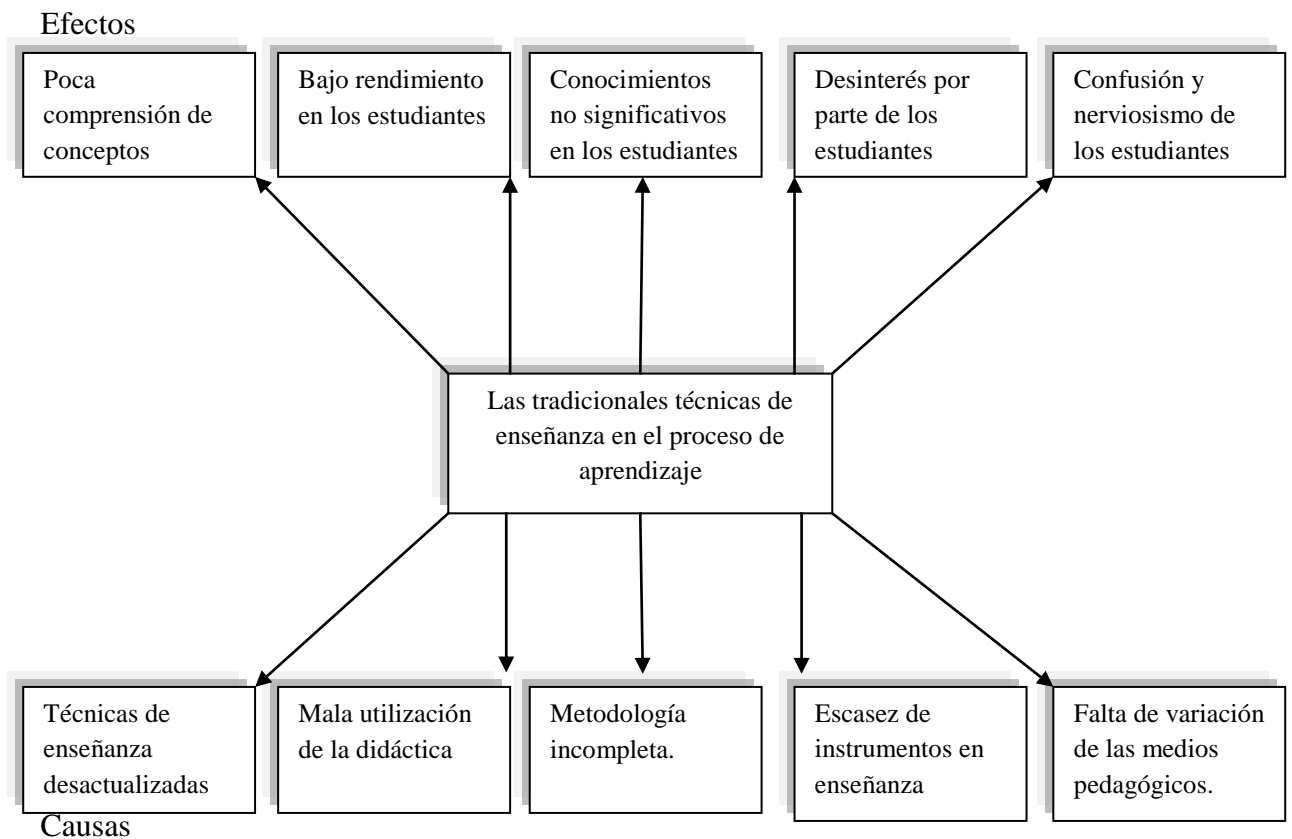 Efectos
Poca
comprensión de
conceptos
Bajo rendimiento
en los estudiantes
Conocimientos
no significativos
en los estudiantes
Desinterés por
parte de los
estudiantes
Confusión y
nerviosismo de
los estudiantes
Las tradicionales técnicas de
enseñanza en el proceso de
aprendizaje
Técnicas de
enseñanza
desactualizadas
Mala utilización
de la didáctica
Metodología
incompleta.
Escasez de
instrumentos en
enseñanza
Falta de variación
de las medios
pedagógicos.
Causas